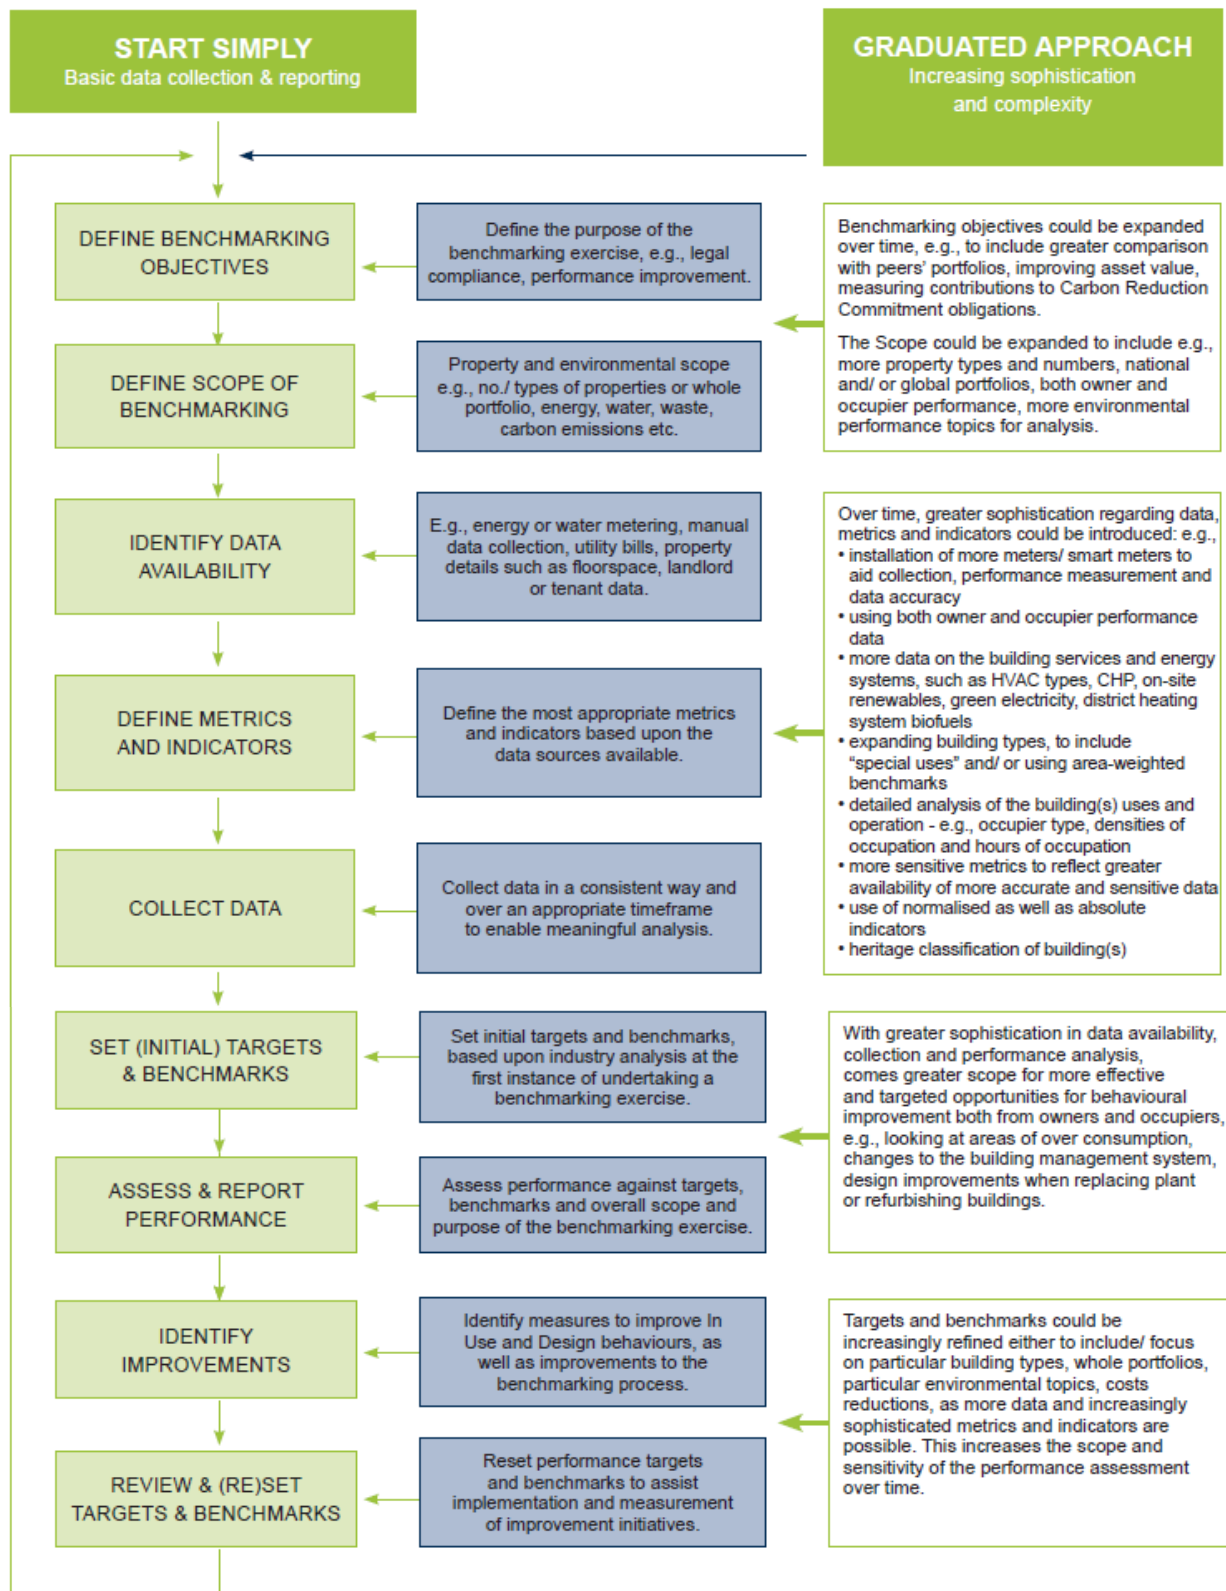 START SIMPLY
Basic data collection & reporting
GRADUATED APPROACH
Increasing sophistication
and complexity
DEFINE BENCHMARKING
OBJECTIVES
Define the purpose of the
benchmarking exercise, e.g., legal
compliance, performance improvement.
Benchmarking objectives could be expanded
over time, e.g., to include greater comparison
with peers' portfolios, improving asset value,
measuring contributions to Carbon Reduction
Commitment obligations.
The Scope could be expanded to include e.g.,
more property types and numbers, national
and/ or global portfolios, both owner and
occupier performance, more environmental
performance topics for analysis.
DEFINE SCOPE OF
BENCHMARKING
Property and environmental scope
e.g., no./ types of properties or whole
portfolio, energy, water, waste,
carbon emissions etc.
IDENTIFY DATA
AVAILABILITY
E.g., energy or water metering, manual
data collection, utility bills, property
details such as floorspace, landlord
or tenant data.
Over time, greater sophistication regarding data,
metrics and indicators could be introduced: e.g.,
• installation of more meters/ smart meters to
aid collection, performance measurement and
data accuracy
• using both owner and occupier performance
data
• more data on the building services and energy
systems, such as HVAC types, CHP, on-site
renewables, green electricity, district heating
system biofuels
• expanding building types, to include
"special uses" and/ or using area-weighted
benchmarks
• detailed analysis of the building(s) uses and
operation - e.g., occupier type, densities of
occupation and hours of occupation
• more sensitive metrics to reflect greater
availability of more accurate and sensitive data
• use of normalised as well as absolute
indicators
• heritage classification of building(s)
DEFINE METRICS
AND INDICATORS
Define the most appropriate metrics
and indicators based upon the
data sources available.
COLLECT DATA
Collect data in a consistent way and
over an appropriate timeframe
to enable meaningful analysis.
SET (INITIAL) TARGETS
& BENCHMARKS
Set initial targets and benchmarks,
based upon industry analysis at the
first instance of undertaking a
benchmarking exercise.
With greater sophistication in data availability,
collection and performance analysis,
comes greater scope for more effective
and targeted opportunities for behavioural
improvement both from owners and occupiers,
e.g., looking at areas of over consumption,
changes to the building management system,
design improvements when replacing plant
or refurbishing buildings.
ASSESS & REPORT
PERFORMANCE
Assess performance against targets,
benchmarks and overall scope and
purpose of the benchmarking exercise.
IDENTIFY
IMPROVEMENTS
Identify measures to improve In
Use and Design behaviours, as
well as improvements to the
benchmarking process.
Targets and benchmarks could be
increasingly refined either to include/ focus
on particular building types, whole portfolios,
particular environmental topics, costs
reductions, as more data and increasingly
sophisticated metrics and indicators are
possible. This increases the scope and
sensitivity of the performance assessment
over time.
REVIEW & (RE)SET
TARGETS & BENCHMARKS
Reset performance targets
and benchmarks to assist
implementation and measurement
of improvement initiatives.